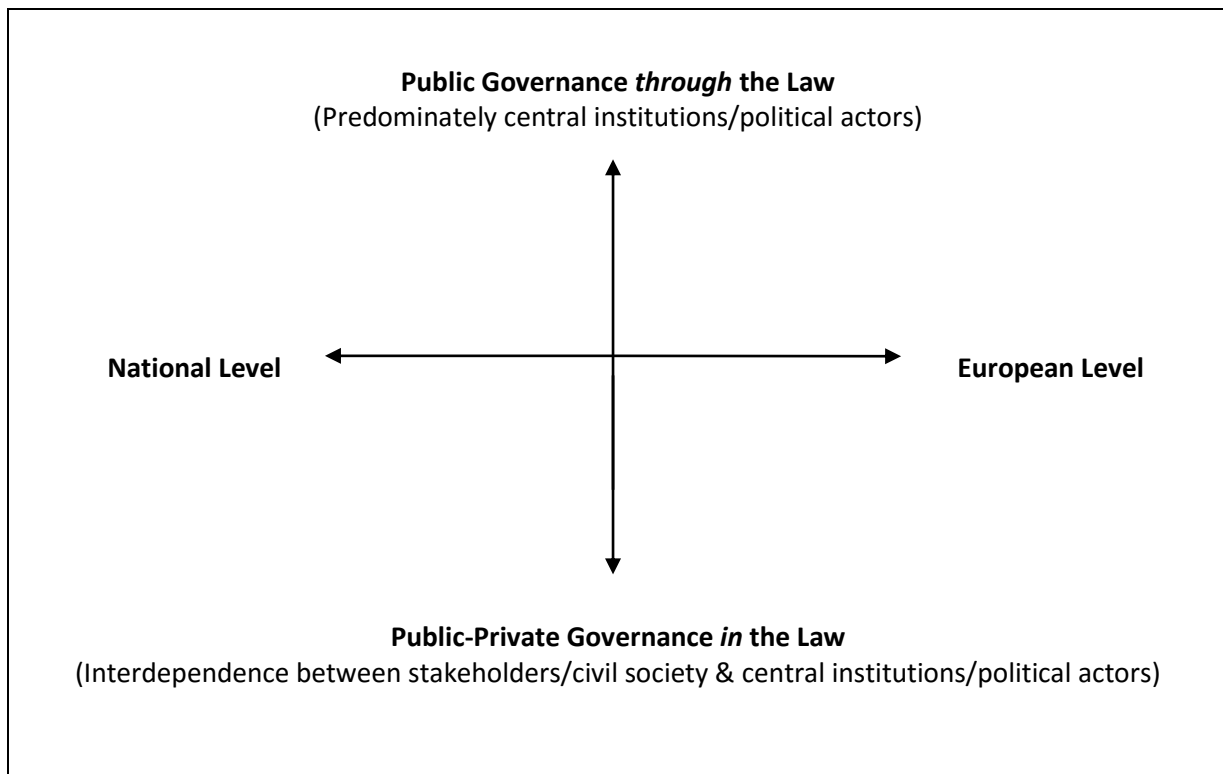 Public Governance through the Law
(Predominately central institutions/political actors)
National Level
European Level
Public-Private Governance in the Law
(Interdependence between stakeholders/civil society & central institutions/political actors)